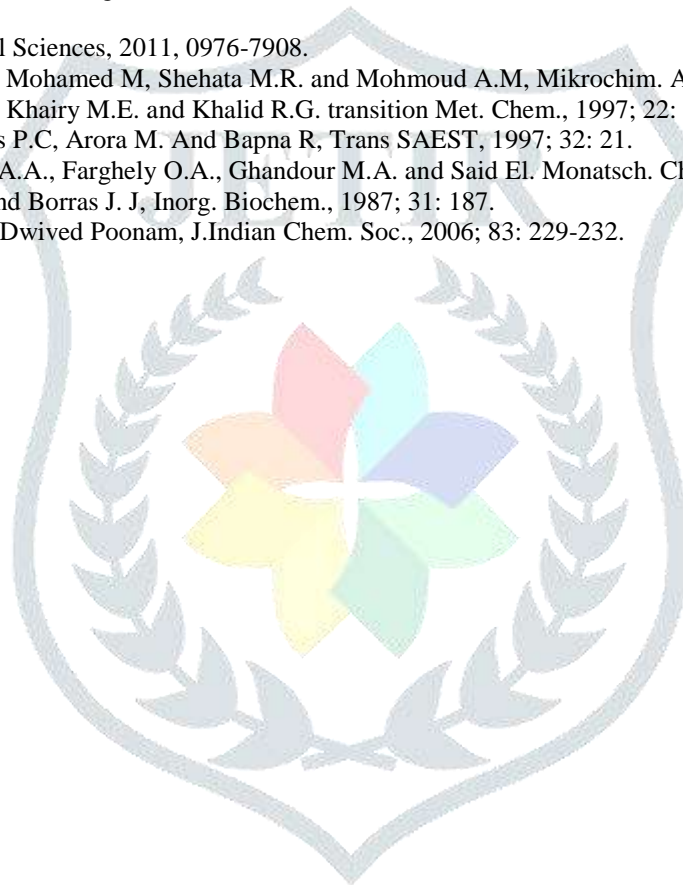 l Sciences, 2011, 0976-7908.
Mohamed M, Shehata M.R. and Mohmoud A.M, Mikrochim. A
Khairy M.E. and Khalid R.G. transition Met. Chem., 1997; 22:
s P.C, Arora M. And Bapna R, Trans SAEST, 1997; 32: 21.
A.A., Farghely O.A., Ghandour M.A. and Said El. Monatsch. Ch
nd Borras J. J, Inorg. Biochem., 1987; 31: 187.
Dwived Poonam, J.Indian Chem. Soc., 2006; 83: 229-232.
JETIR